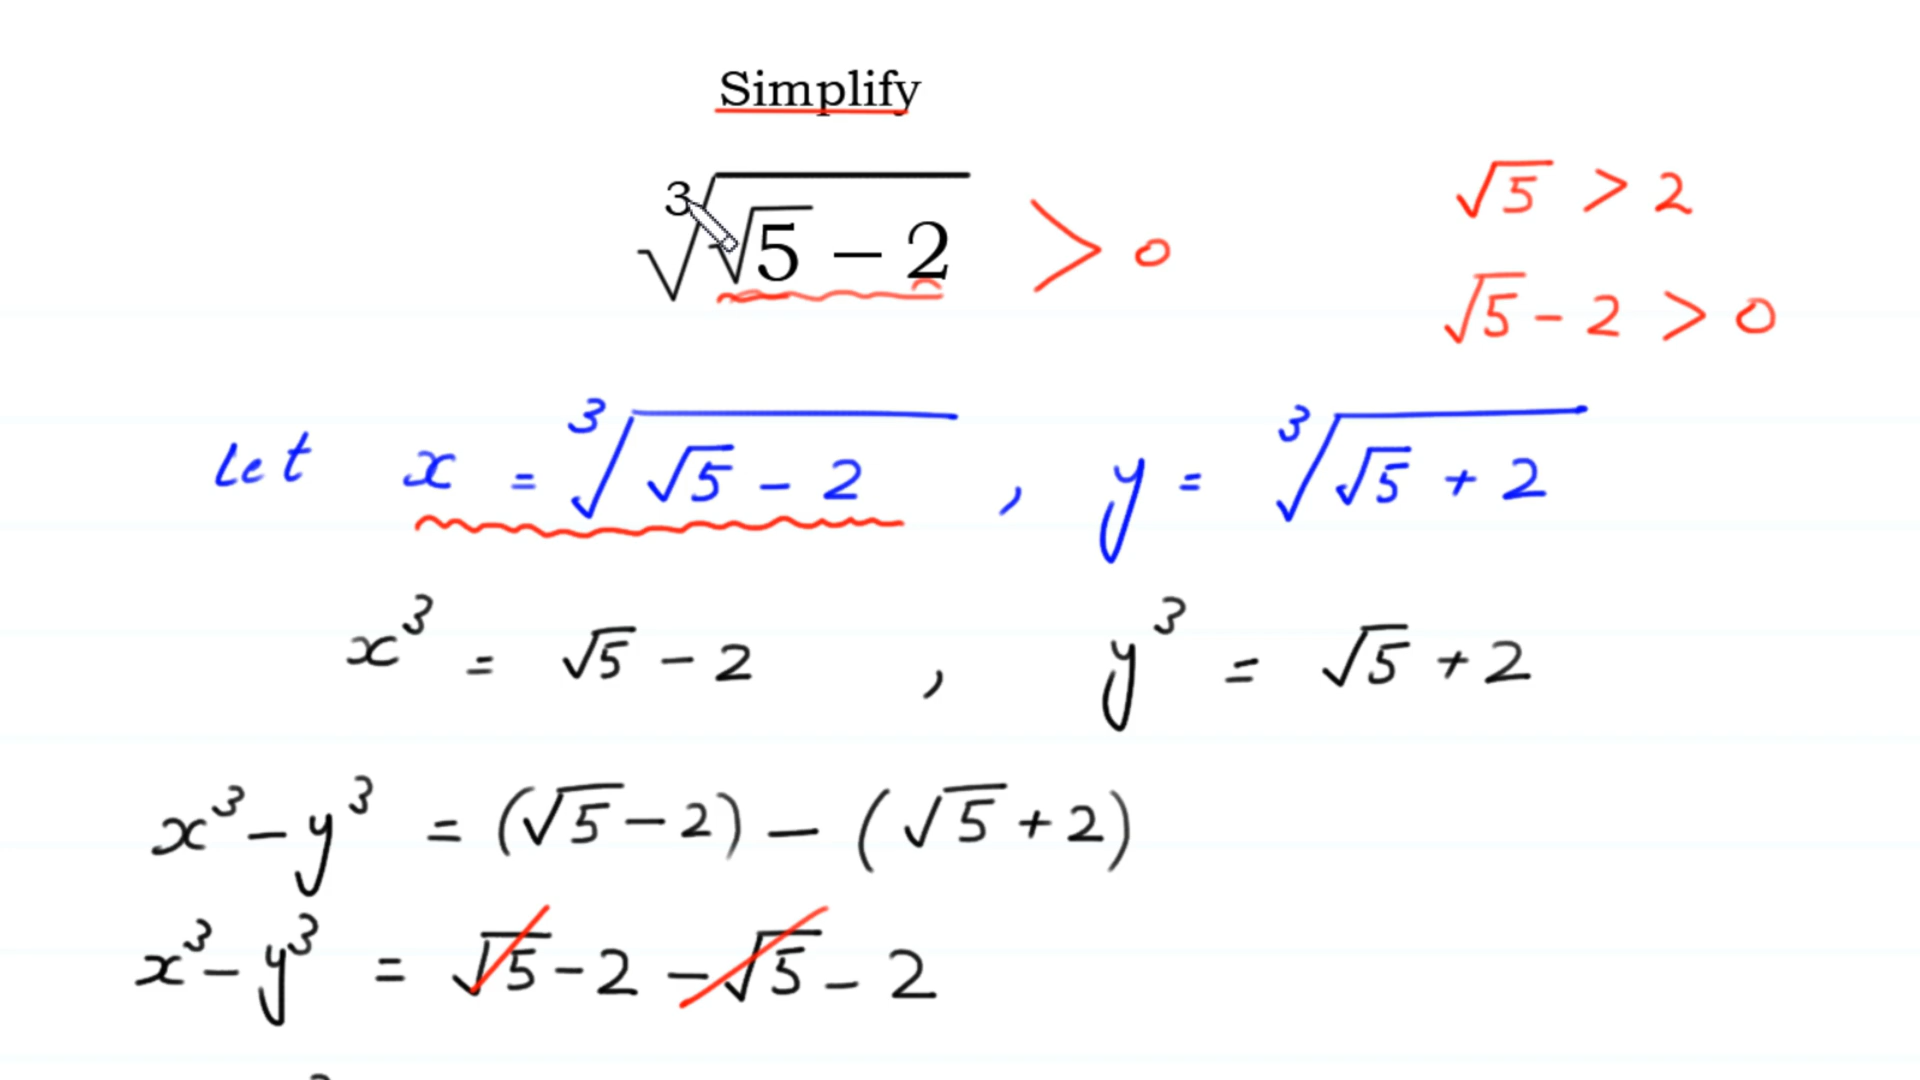 Simplify
∛(√5 − 2) > 0
√5 > 2
√5 − 2 > 0
Let x = ∛(√5 − 2) , y = ∛(√5 + 2)
x³ = √5 − 2 , y³ = √5 + 2
x³ − y³ = (√5 − 2) − (√5 + 2)
x³ − y³ = √5 − 2 − √5 − 2